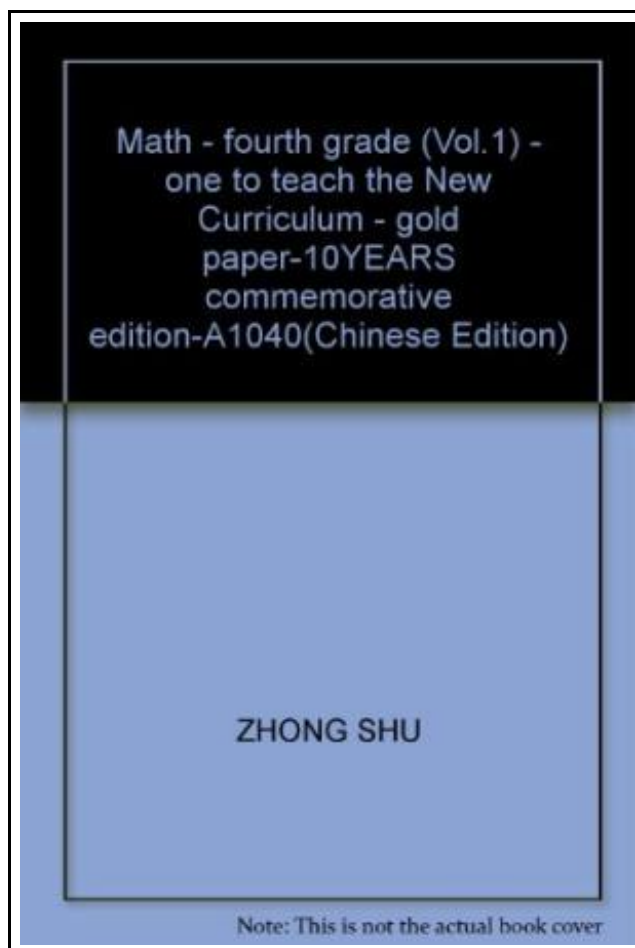 Math - fourth grade (Vol.1) -
one to teach the New
Curriculum - gold
paper-10YEARS
commemorative
edition-A1040(Chinese Edition)
ZHONG SHU
Note: This is not the actual book cover